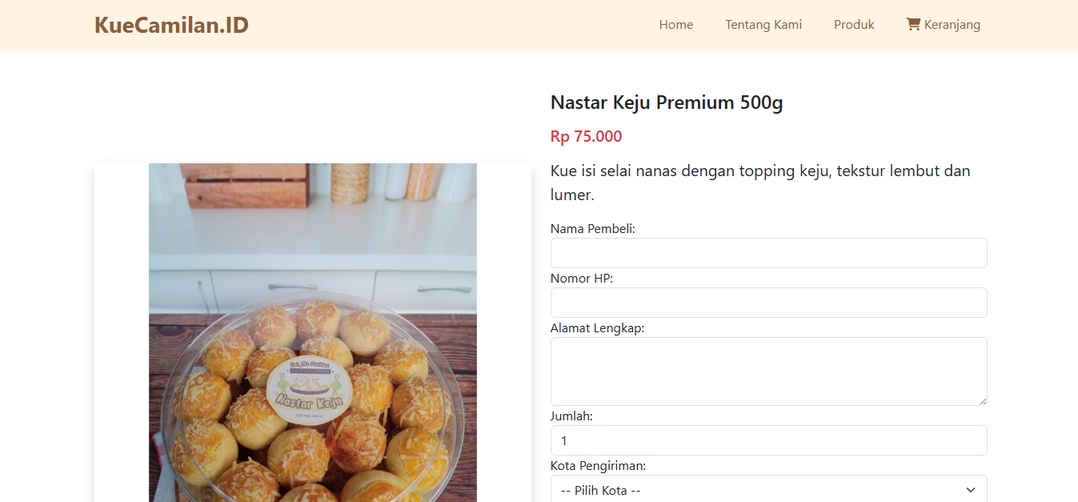 KueCamilan.ID
Home
Tentang Kami
Produk
Keranjang
Nastar Keju Premium 500g
Rp 75.000
Kue isi selai nanas dengan topping keju, tekstur lembut dan
lumer.
Nama Pembeli:
Nomor HP:
Alamat Lengkap:
Jumlah:
1
Kota Pengiriman:
-- Pilih Kota --
Nastar Keju